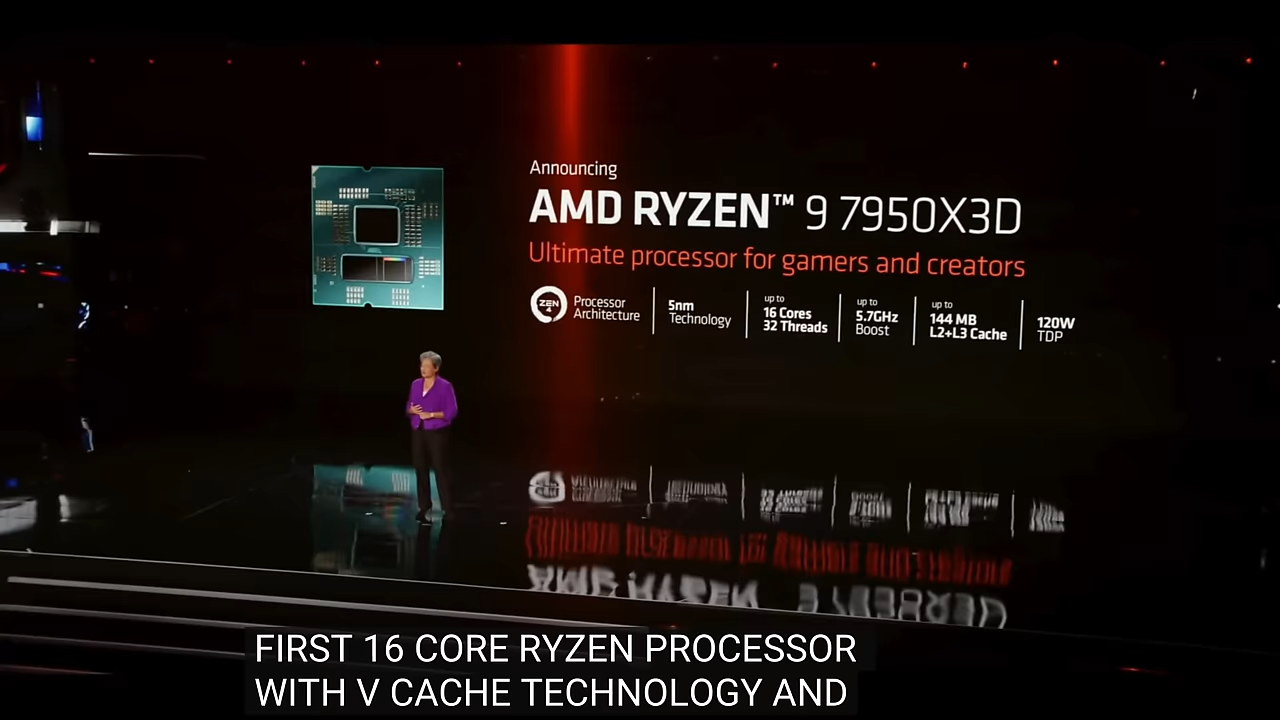 Announcing
AMD RYZEN™ 9 7950X3D
Ultimate processor for gamers and creators
ZEN 4
Processor Architecture
5nm Technology
up to
16 Cores
32 Threads
up to
5.7GHz
Boost
up to
144 MB
L2+L3 Cache
120W
TDP
FIRST 16 CORE RYZEN PROCESSOR
WITH V CACHE TECHNOLOGY AND